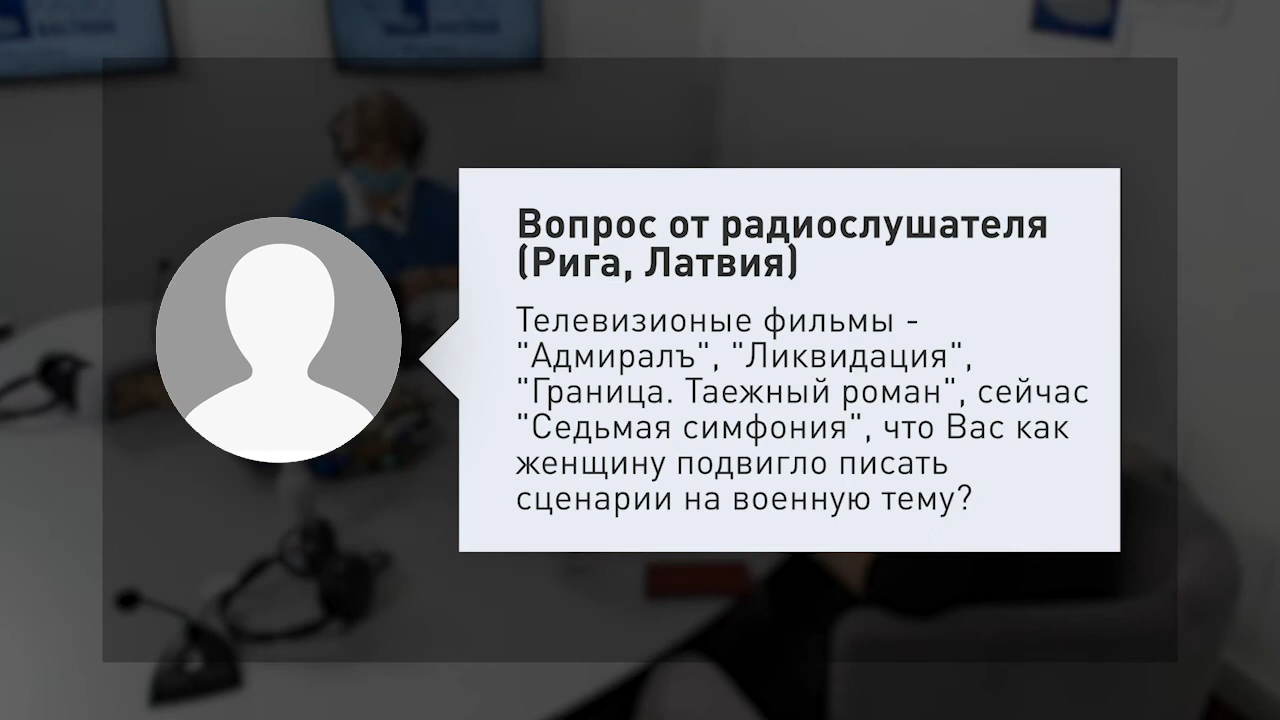 Вопрос от радиослушателя
(Рига, Латвия)
Телевизионые фильмы -
"Адмиралъ", "Ликвидация",
"Граница. Таежный роман", сейчас
"Седьмая симфония", что Вас как
женщину подвигло писать
сценарии на военную тему?